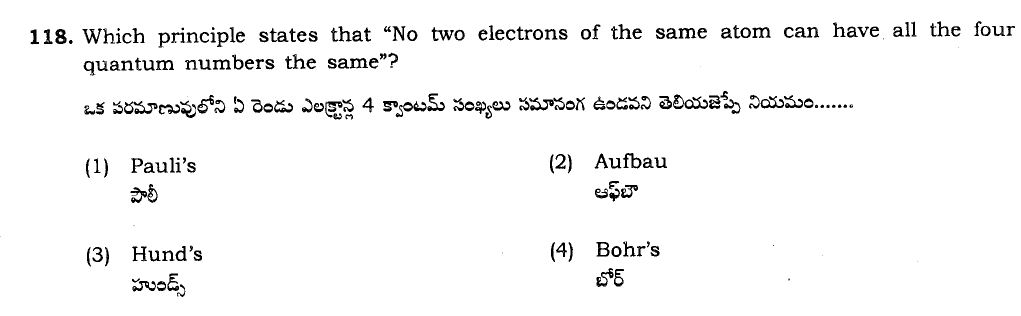 118. Which principle states that “No two electrons of the same atom can have all the four
quantum numbers the same”?
ఒక పరమాణువులోని ఏ రెండు ఎలక్ట్రాన్ల 4 క్వాంటమ్ సంఖ్యలు సమానంగ ఉండవని తెలియజెప్పే నియమం.......
(1) Pauli’s (2) Aufbau
పౌలీ ఆఫ్‌బౌ
(3) Hund’s (4) Bohr’s
హుండ్స్ బోర్